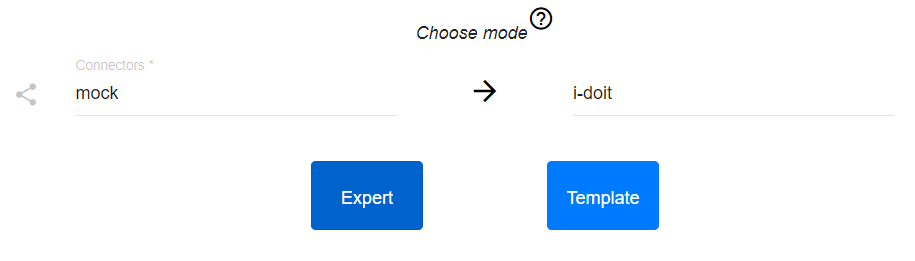 Choose mode
Connectors *
mock
i-doit
Expert
Template